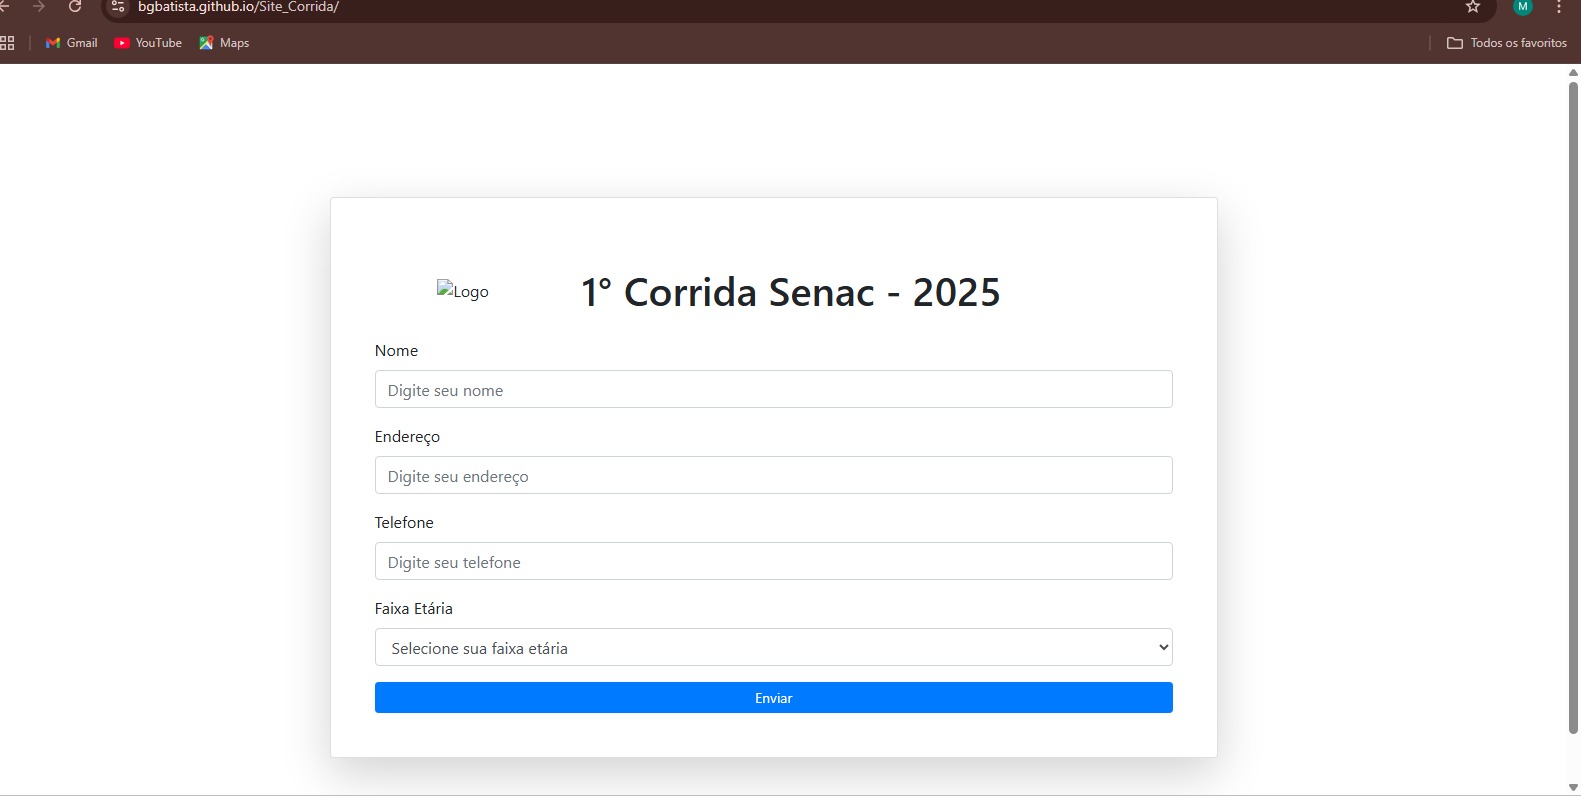 bgbatista.github.io/Site_Corrida/
M
Gmail
YouTube
Maps
Todos os favoritos
Logo
1° Corrida Senac - 2025
Nome
Digite seu nome
Endereço
Digite seu endereço
Telefone
Digite seu telefone
Faixa Etária
Selecione sua faixa etária
Enviar